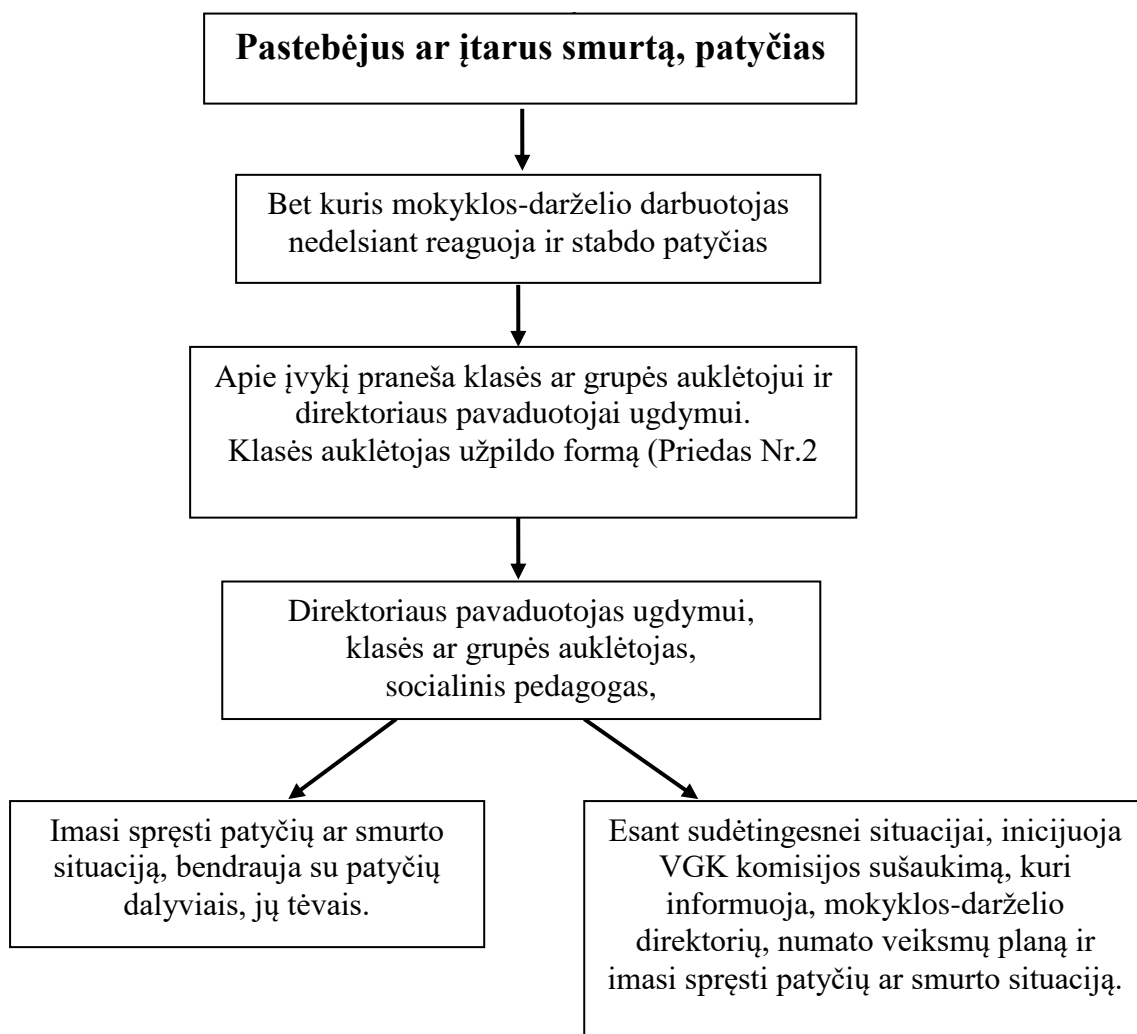 Pastebėjus ar įtarus smurtą, patyčias
Bet kuris mokyklos-darželio darbuotojas
nedelsiant reaguoja ir stabdo patyčias
Apie įvykį praneša klasės ar grupės auklėtojui ir
direktoriaus pavaduotojai ugdymui.
Klasės auklėtojas užpildo formą (Priedas Nr.2
Direktoriaus pavaduotojas ugdymui,
klasės ar grupės auklėtojas,
socialinis pedagogas,
Imasi spręsti patyčių ar smurto
situaciją, bendrauja su patyčių
dalyviais, jų tėvais.
Esant sudėtingesnei situacijai, inicijuoja
VGK komisijos sušaukimą, kuri
informuoja, mokyklos-darželio
direktorių, numato veiksmų planą ir
imasi spręsti patyčių ar smurto situaciją.